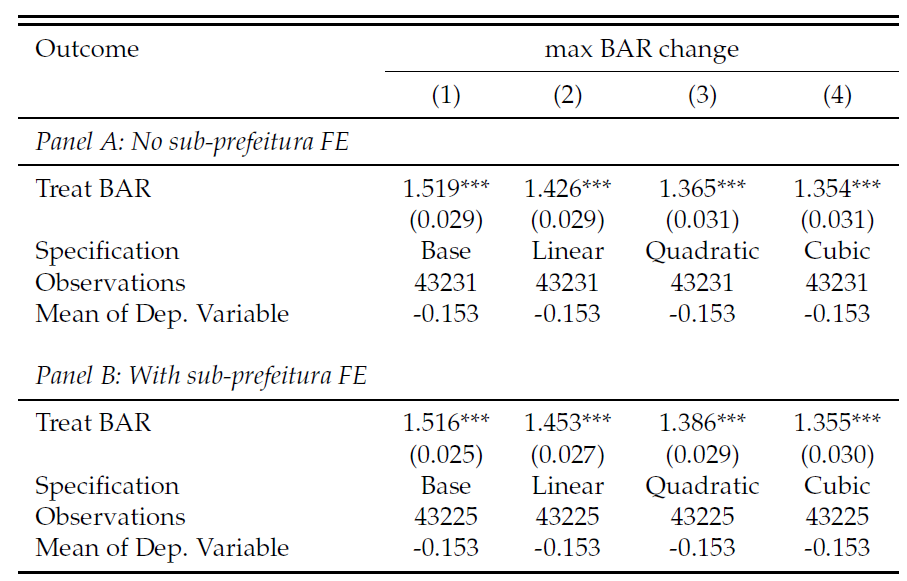 Outcome max BAR change
(1) (2) (3) (4)
Panel A: No sub-prefeitura FE
Treat BAR 1.519*** 1.426*** 1.365*** 1.354***
(0.029) (0.029) (0.031) (0.031)
Specification Base Linear Quadratic Cubic
Observations 43231 43231 43231 43231
Mean of Dep. Variable -0.153 -0.153 -0.153 -0.153
Panel B: With sub-prefeitura FE
Treat BAR 1.516*** 1.453*** 1.386*** 1.355***
(0.025) (0.027) (0.029) (0.030)
Specification Base Linear Quadratic Cubic
Observations 43225 43225 43225 43225
Mean of Dep. Variable -0.153 -0.153 -0.153 -0.153